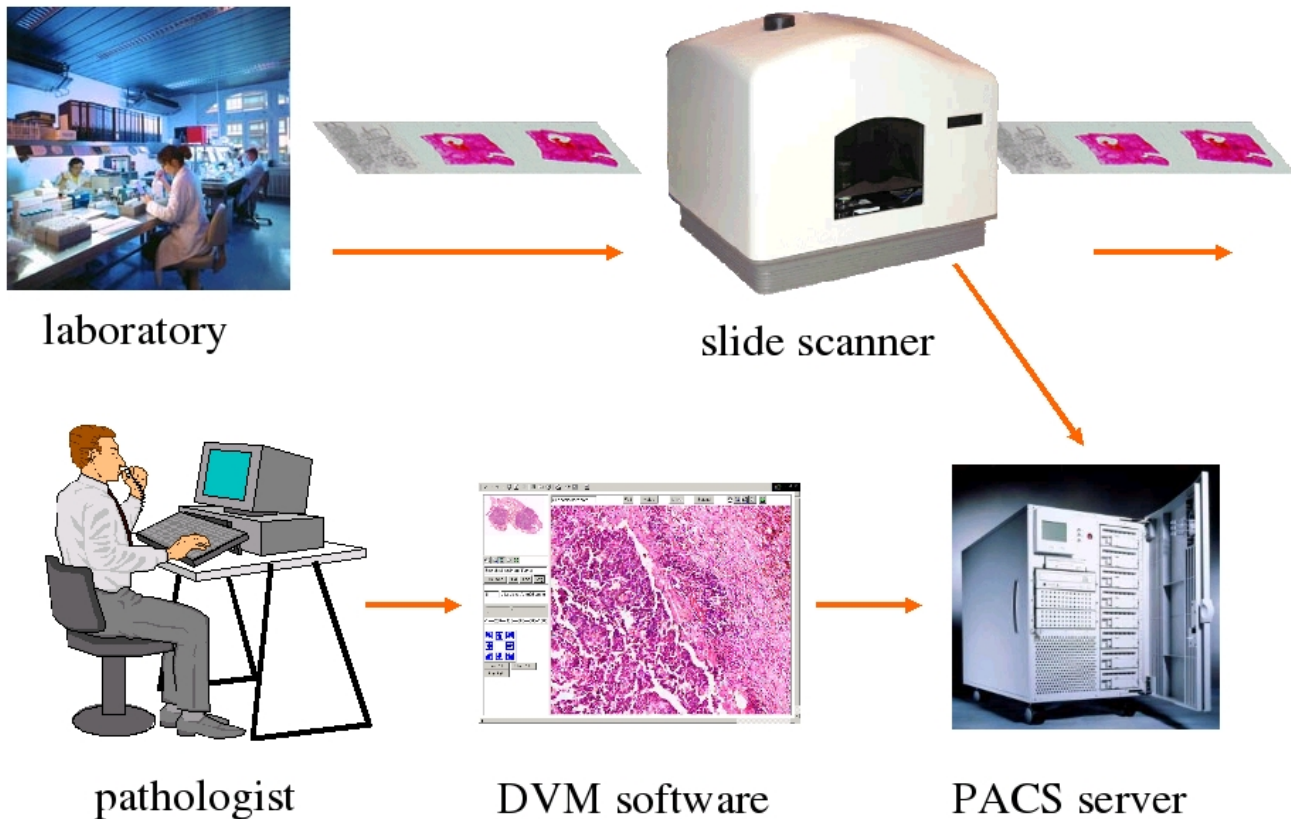 laboratory
slide scanner
pathologist
DVM software
PACS server